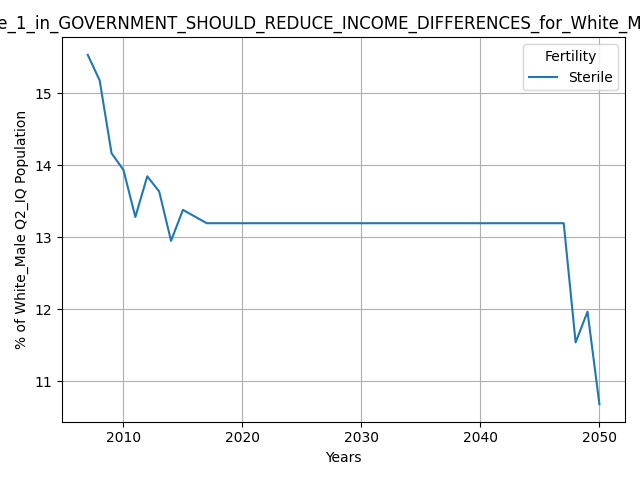 e_1_in_GOVERNMENT_SHOULD_REDUCE_INCOME_DIFFERENCES_for_White_M
Fertility
Sterile
% of White_Male Q2_IQ Population
15
14
13
12
11
2010 2020 2030 2040 2050
Years